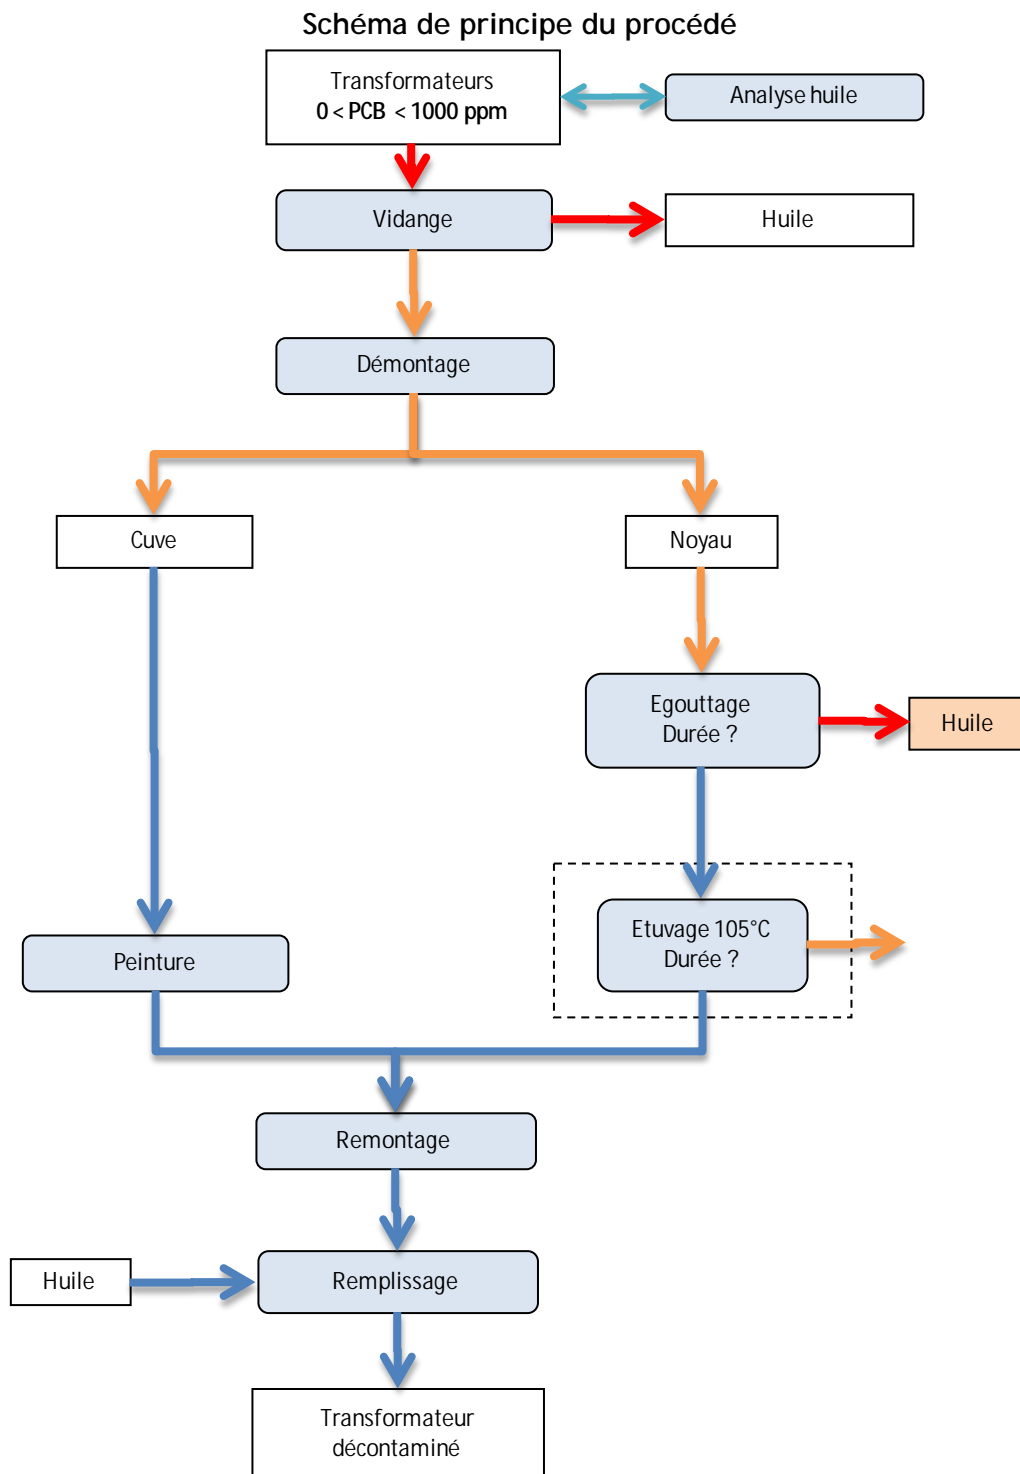 Schéma de principe du procédé
Transformateurs
0 < PCB < 1000 ppm
Analyse huile
Vidange
Huile
Démontage
Cuve
Noyau
Egouttage
Durée ?
Huile
Etuvage 105°C
Durée ?
Peinture
Remontage
Huile
Remplissage
Transformateur
décontaminé